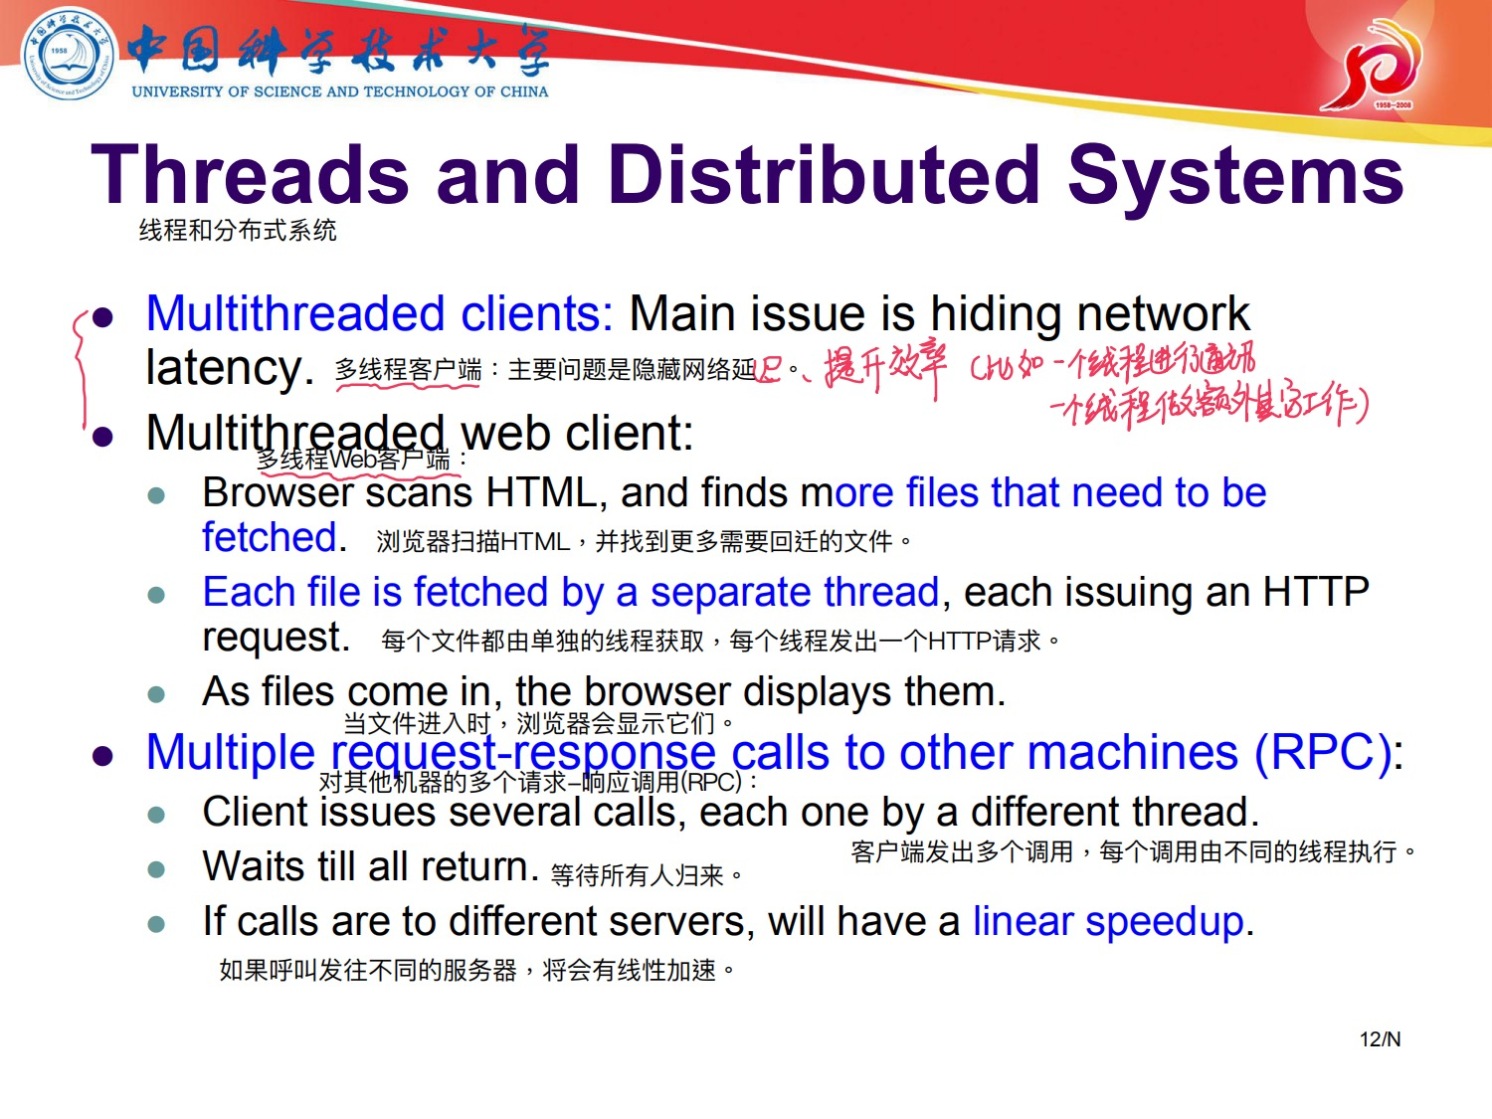 中国科学技术大学
UNIVERSITY OF SCIENCE AND TECHNOLOGY OF CHINA
1958
1958—2008
Threads and Distributed Systems
线程和分布式系统
Multithreaded clients: Main issue is hiding network
latency. 多线程客户端：主要问题是隐藏网络延迟。、提升效率（比如一个线程进行通讯
一个线程做额外其它工作）
Multithreaded web client:
多线程Web客户端：
Browser scans HTML, and finds more files that need to be
fetched. 浏览器扫描HTML，并找到更多需要回迁的文件。
Each file is fetched by a separate thread, each issuing an HTTP
request. 每个文件都由单独的线程获取，每个线程发出一个HTTP请求。
As files come in, the browser displays them.
当文件进入时，浏览器会显示它们。
Multiple request-response calls to other machines (RPC):
对其他机器的多个请求-响应调用(RPC)：
Client issues several calls, each one by a different thread.
客户端发出多个调用，每个调用由不同的线程执行。
Waits till all return. 等待所有人归来。
If calls are to different servers, will have a linear speedup.
如果呼叫发往不同的服务器，将会有线性加速。
12/N